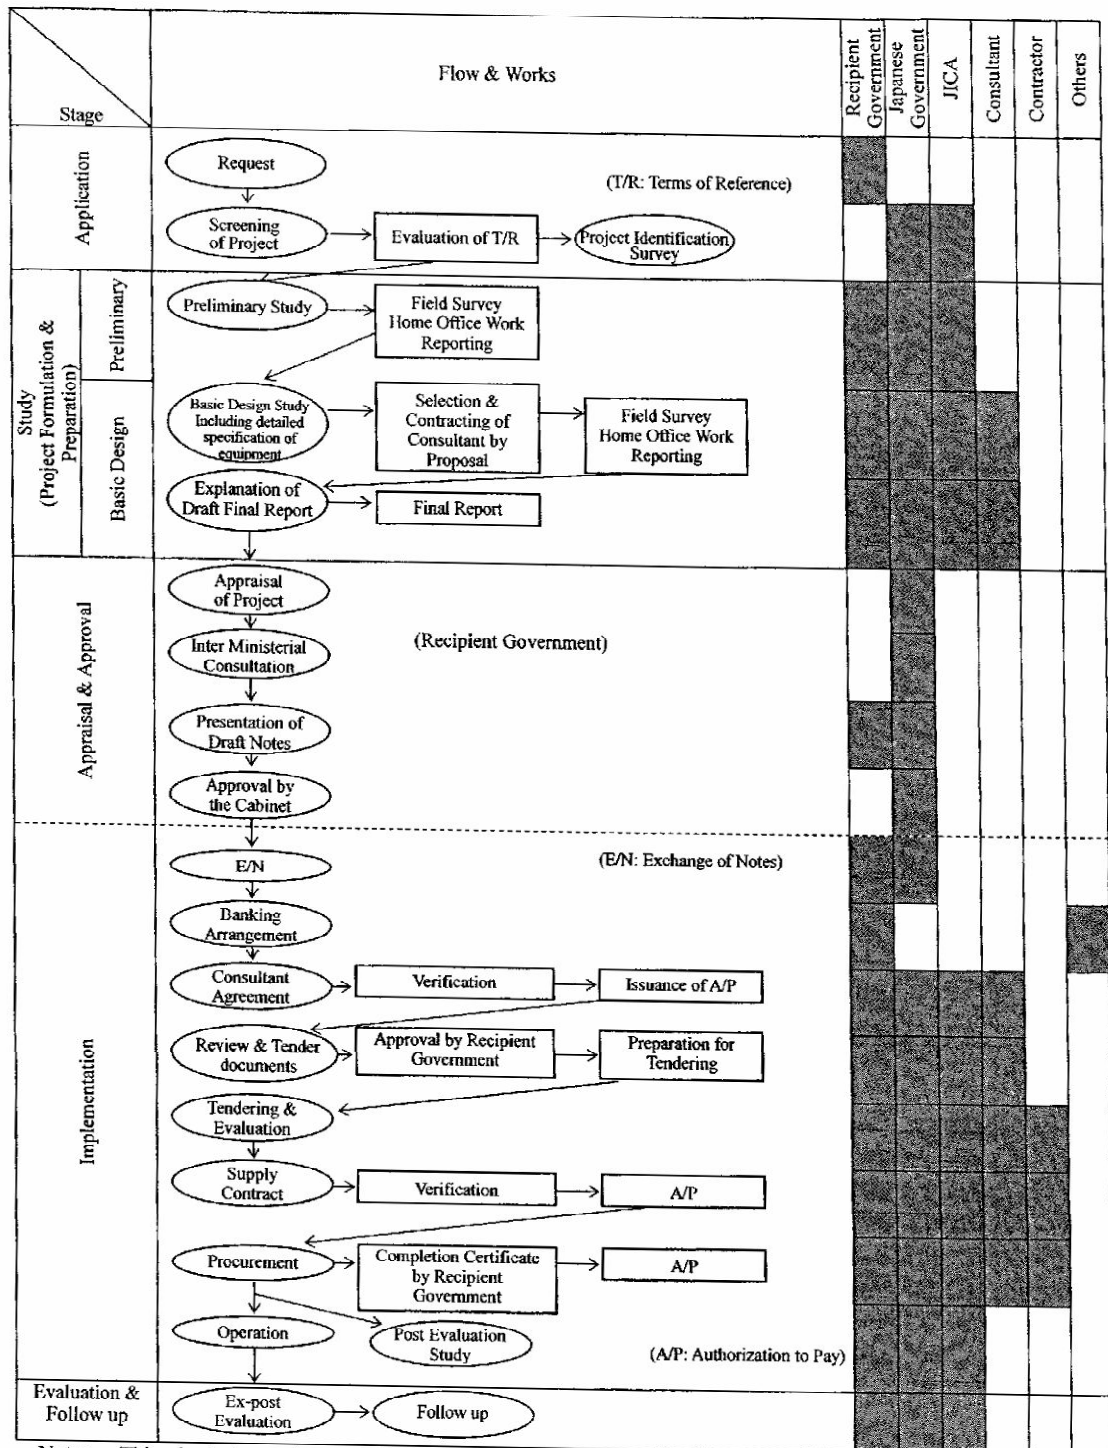 Stage
Flow & Works
Recipient
Government
Japanese
Government
JICA
Consultant
Contractor
Others
Application
Request
(T/R: Terms of Reference)
Screening
of Project
Evaluation of T/R
Project Identification
Survey
Study
(Project Formulation &
Preparation)
Preliminary
Preliminary Study
Field Survey
Home Office Work
Reporting
Basic Design
Basic Design Study
Including detailed
specification of
equipment
Selection &
Contracting of
Consultant by
Proposal
Field Survey
Home Office Work
Reporting
Explanation of
Draft Final Report
Final Report
Appraisal & Approval
Appraisal
of Project
Inter Ministerial
Consultation
(Recipient Government)
Presentation of
Draft Notes
Approval by
the Cabinet
Implementation
E/N
(E/N: Exchange of Notes)
Banking
Arrangement
Consultant
Agreement
Verification
Issuance of A/P
Review & Tender
documents
Approval by Recipient
Government
Preparation for
Tendering
Tendering &
Evaluation
Supply
Contract
Verification
A/P
Procurement
Completion Certificate
by Recipient
Government
A/P
Operation
Post Evaluation
Study
(A/P: Authorization to Pay)
Evaluation &
Follow up
Ex-post
Evaluation
Follow up